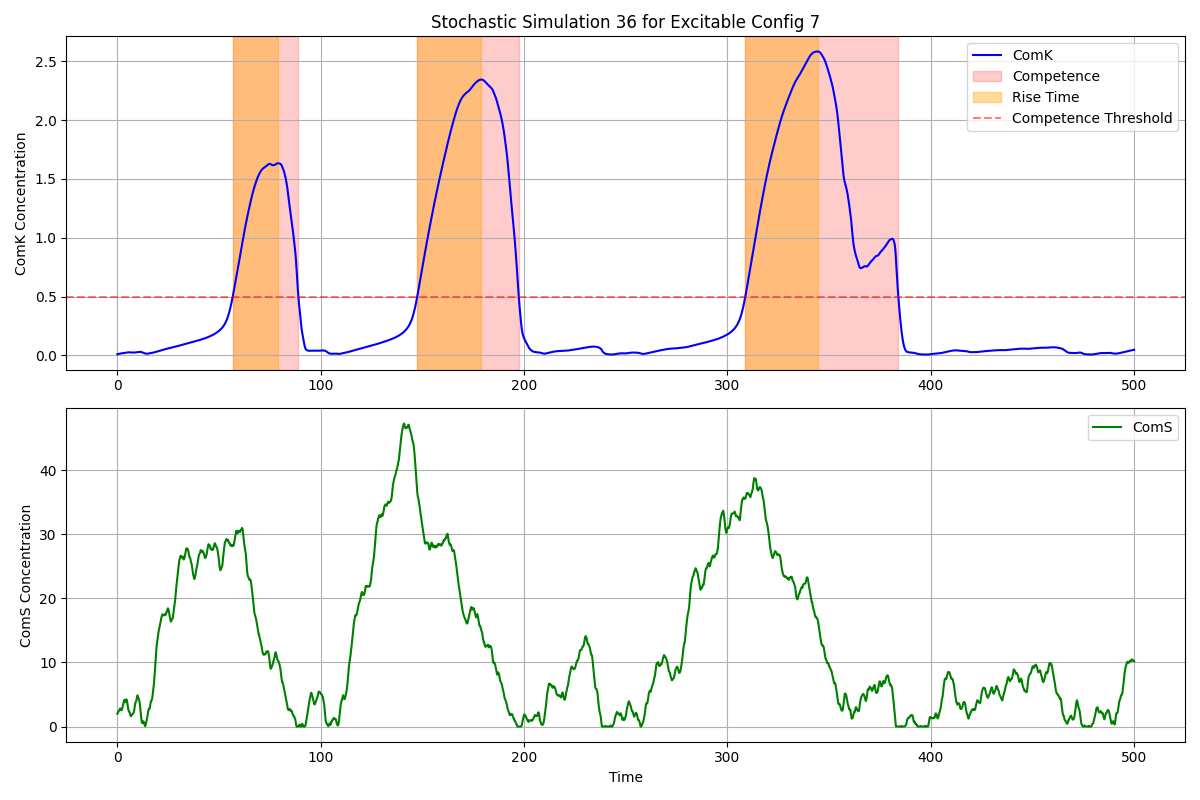 Stochastic Simulation 36 for Excitable Config 7
ComK Concentration
2.5
2.0
1.5
1.0
0.5
0.0
ComK
Competence
Rise Time
Competence Threshold
0 100 200 300 400 500
ComS Concentration
40
30
20
10
0
ComS
0 100 200 300 400 500
Time